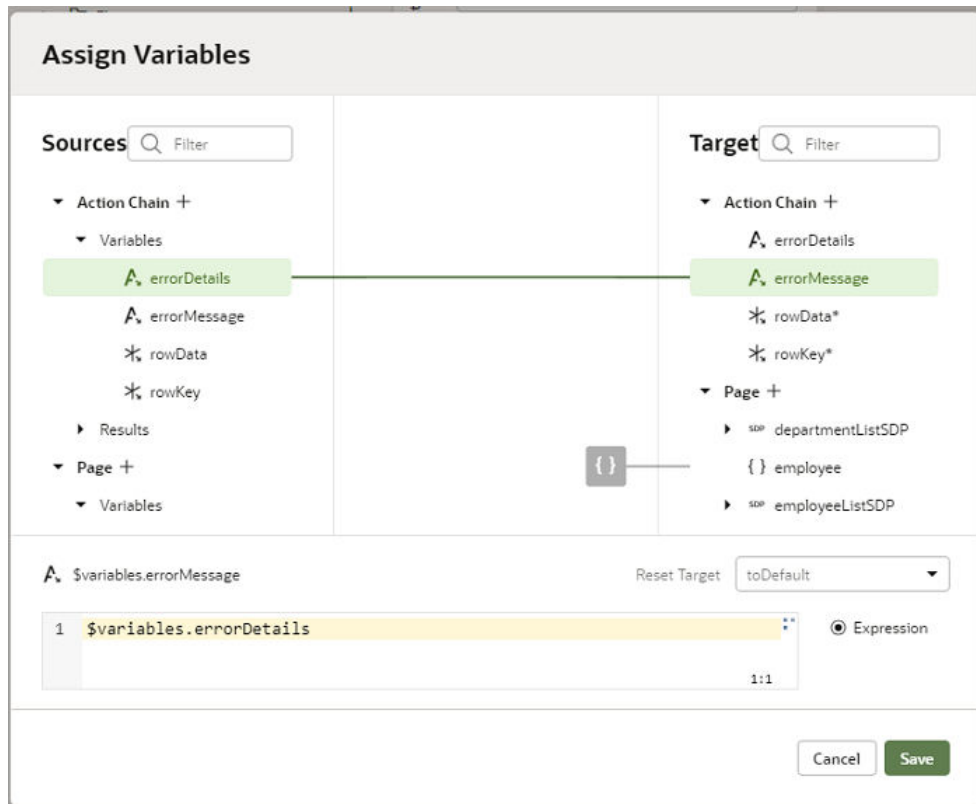 Assign Variables
Sources
Filter
Target
Filter
Action Chain +
Variables
errorDetails
errorMessage
rowData
rowKey
Results
Page +
Variables
Action Chain +
errorDetails
errorMessage
rowData*
rowKey*
Page +
SDP departmentListSDP
{ } employee
SDP employeeListSDP
{ }
$variables.errorMessage
Reset Target
toDefault
1 $variables.errorDetails
1:1
Expression
Cancel
Save